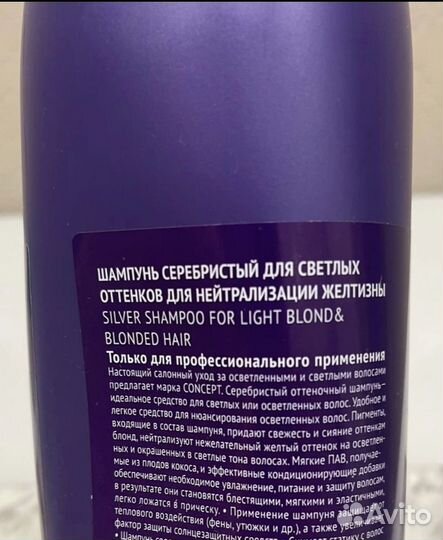 ШАМПУНЬ СЕРЕБРИСТЫЙ ДЛЯ СВЕТЛЫХ
ОТТЕНКОВ ДЛЯ НЕЙТРАЛИЗАЦИИ ЖЕЛТИЗНЫ
SILVER SHAMPOO FOR LIGHT BLOND &
BLONDED HAIR
Только для профессионального применения
Настоящий салонный уход за осветленными и светлыми волосами
предлагает марка CONCEPT. Серебристый оттеночный шампунь–
идеальное средство для светлых или осветленных волос. Удобное и
легкое средство для нюансирования осветленных волос. Пигменты,
входящие в состав шампуня, придают свежесть и сияние оттенкам
блонд, нейтрализуют нежелательный желтый оттенок на осветлен-
ных и окрашенных в светлые тона волосах. Мягкие ПАВ, получае-
мые из плодов кокоса, и эффективные кондиционирующие добавки
обеспечивают необходимое увлажнение, питание и защиту волосам,
в результате они становятся блестящими, мягкими и эластичными,
легко ложатся в прическу. • Применение шампуня
теплового воздействия (фены, утюжки и др.), а также
фактор защиты солнцезащитных
• Шампунь
Avito